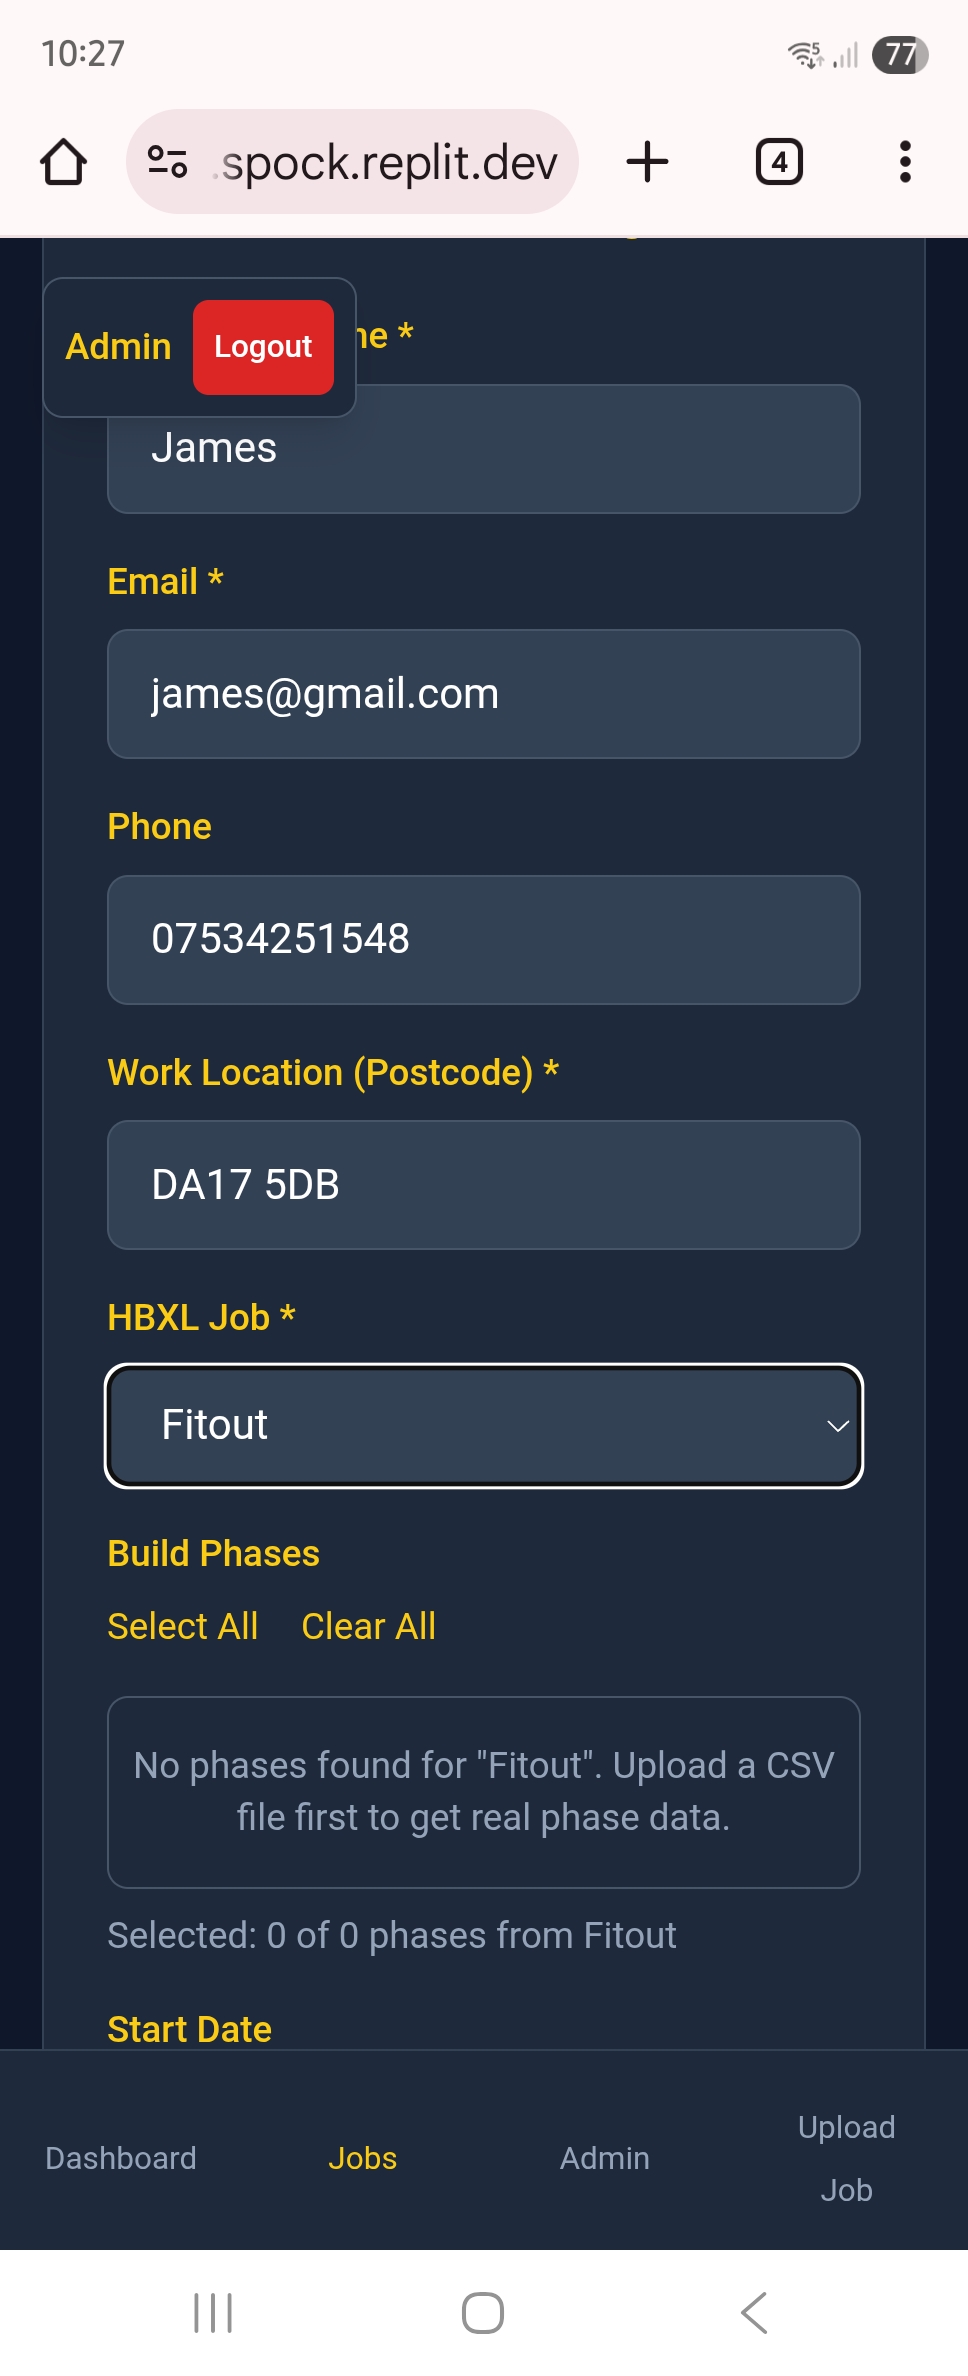 10:27
5
77
.spock.replit.dev
4
Admin
Logout
ne *
James
Email *
james@gmail.com
Phone
07534251548
Work Location (Postcode) *
DA17 5DB
HBXL Job *
Fitout
Build Phases
Select All Clear All
No phases found for "Fitout". Upload a CSV
file first to get real phase data.
Selected: 0 of 0 phases from Fitout
Start Date
Dashboard
Jobs
Admin
Upload
Job